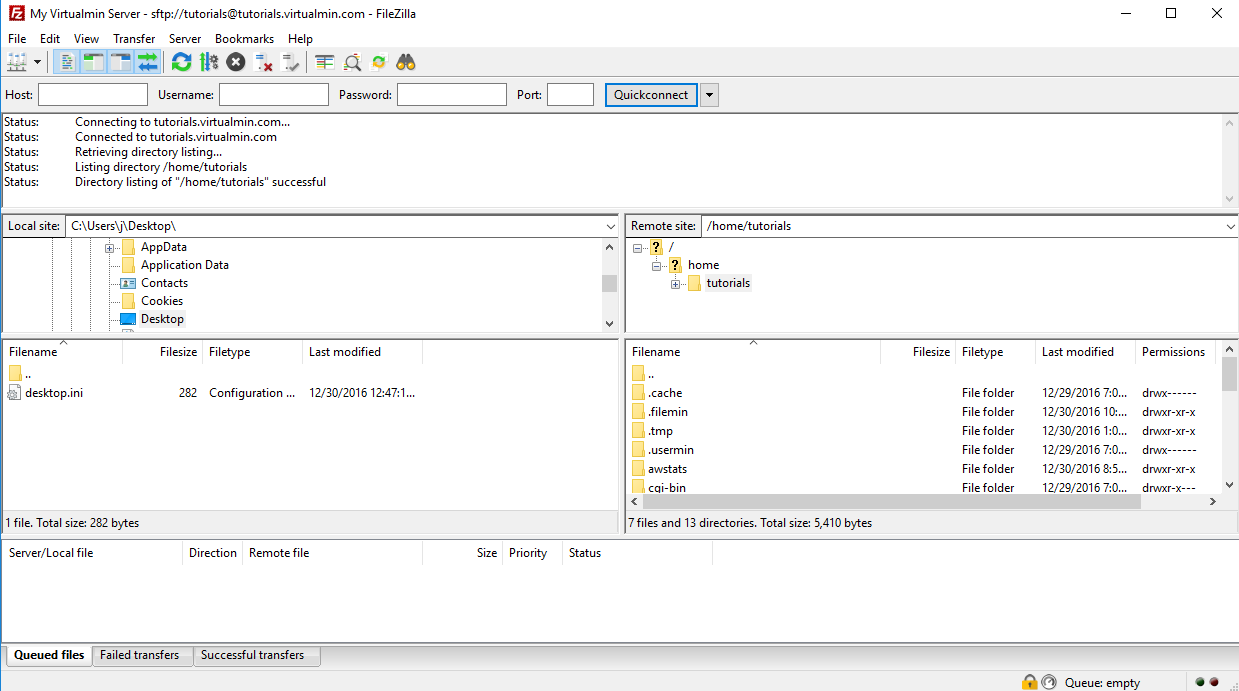 My Virtualmin Server - sftp://tutorials@tutorials.virtualmin.com - FileZilla
File Edit View Transfer Server Bookmarks Help
Host: Username: Password: Port: Quickconnect
Status: Connecting to tutorials.virtualmin.com...
Status: Connected to tutorials.virtualmin.com
Status: Retrieving directory listing...
Status: Listing directory /home/tutorials
Status: Directory listing of "/home/tutorials" successful
Local site: C:\Users\j\Desktop\
AppData
Application Data
Contacts
Cookies
Desktop
Remote site: /home/tutorials
/
home
tutorials
Filename Filesize Filetype Last modified
..
desktop.ini 282 Configuration ... 12/30/2016 12:47:1...
1 file. Total size: 282 bytes
Filename Filesize Filetype Last modified Permissions
..
.cache File folder 12/29/2016 7:0... drwx------
.filemin File folder 12/30/2016 10:... drwxr-xr-x
.tmp File folder 12/30/2016 1:0... drwxr-xr-x
.usermin File folder 12/29/2016 7:0... drwx------
awstats File folder 12/30/2016 8:5... drwxr-xr-x
cgi-bin File folder 12/29/2016 7:0... drwxr-x---
7 files and 13 directories. Total size: 5,410 bytes
Server/Local file Direction Remote file Size Priority Status
Queued files Failed transfers Successful transfers
Queue: empty